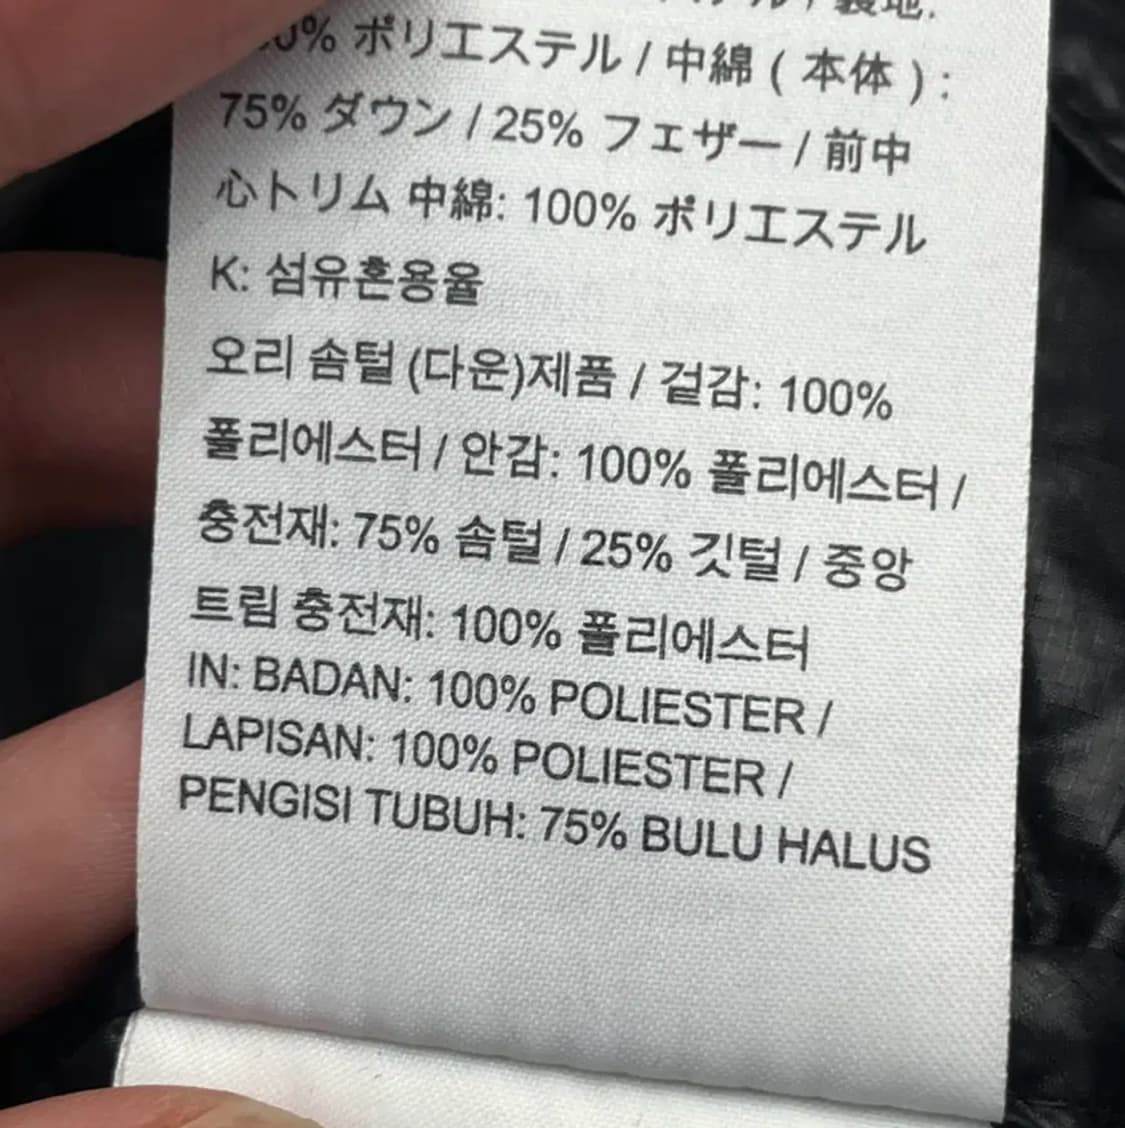 裏地:
0% ポリエステル / 中綿 ( 本体 ) :
75% ダウン / 25% フェザー / 前中
心トリム 中綿: 100% ポリエステル
K: 섬유혼용율
오리 솜털 (다운)제품 / 겉감: 100%
폴리에스터 / 안감: 100% 폴리에스터 /
충전재: 75% 솜털 / 25% 깃털 / 중앙
트림 충전재: 100% 폴리에스터
IN: BADAN: 100% POLIESTER /
LAPISAN: 100% POLIESTER /
PENGISI TUBUH: 75% BULU HALUS